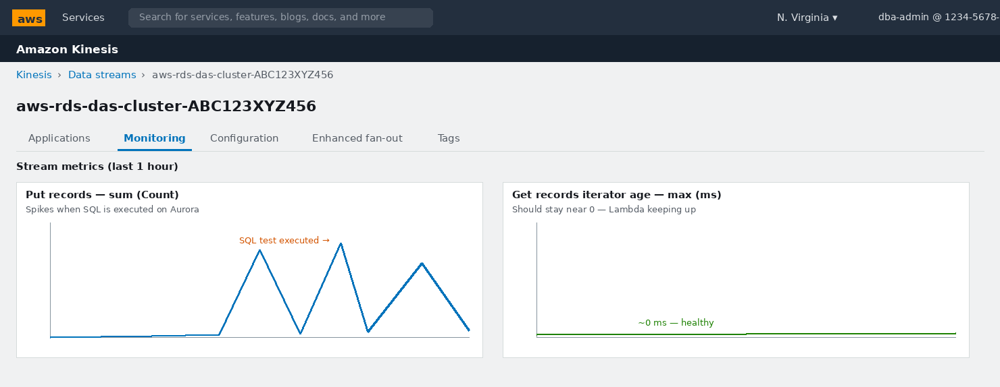 aws Services Search for services, features, blogs, docs, and more N. Virginia ▾ dba-admin @ 1234-5678-
Amazon Kinesis
Kinesis › Data streams › aws-rds-das-cluster-ABC123XYZ456
aws-rds-das-cluster-ABC123XYZ456
Applications Monitoring Configuration Enhanced fan-out Tags
Stream metrics (last 1 hour)
Put records — sum (Count)
Spikes when SQL is executed on Aurora
SQL test executed →
Get records iterator age — max (ms)
Should stay near 0 — Lambda keeping up
~0 ms — healthy